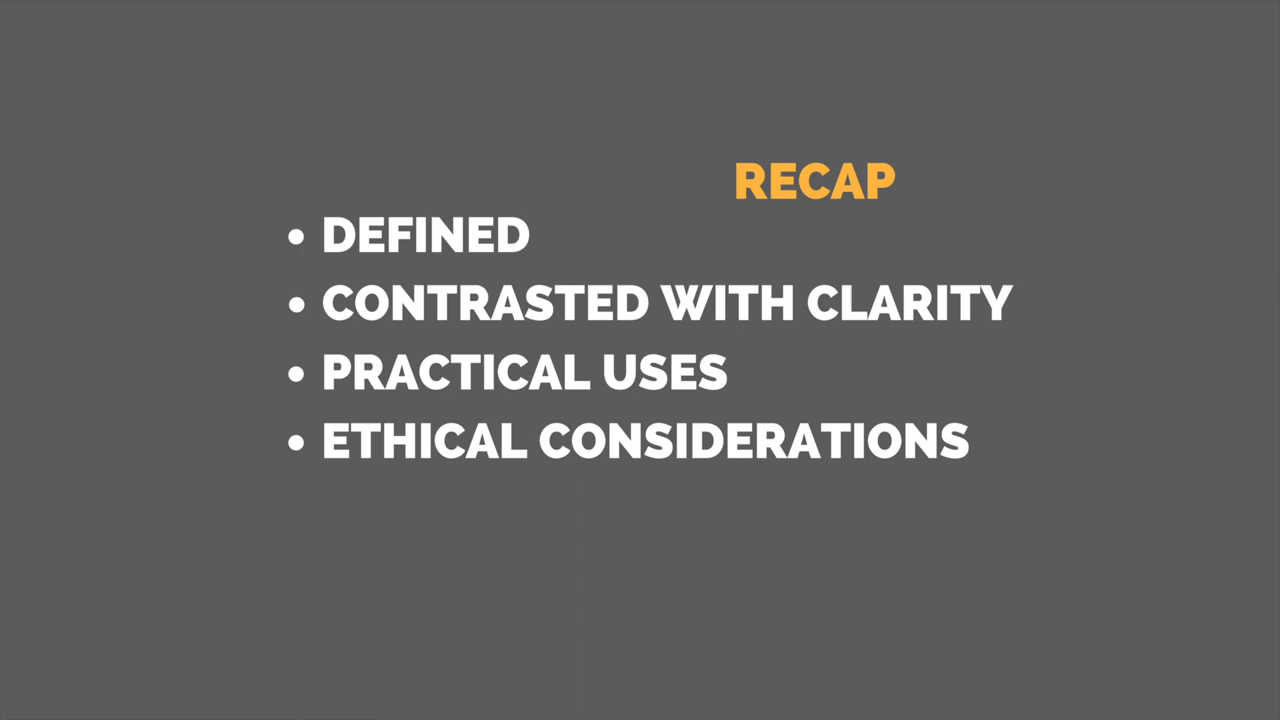 RECAP
• DEFINED
• CONTRASTED WITH CLARITY
• PRACTICAL USES
• ETHICAL CONSIDERATIONS